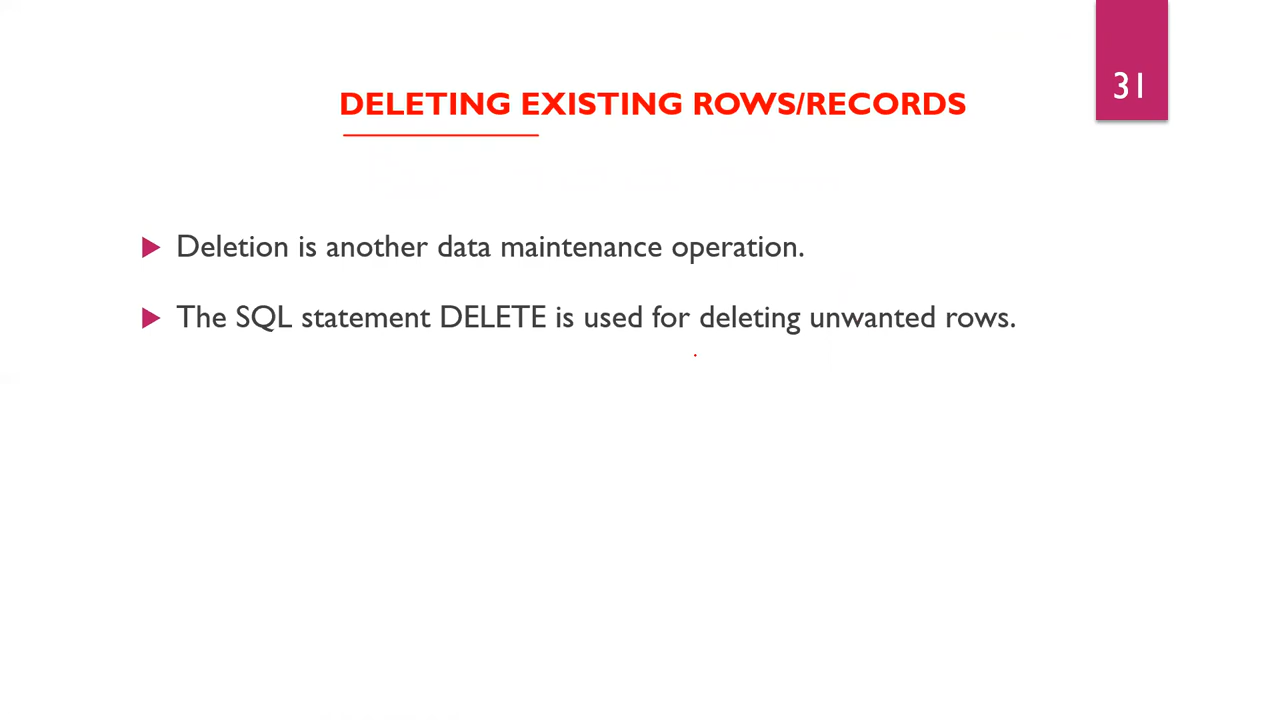 31
DELETING EXISTING ROWS/RECORDS
Deletion is another data maintenance operation.
The SQL statement DELETE is used for deleting unwanted rows.